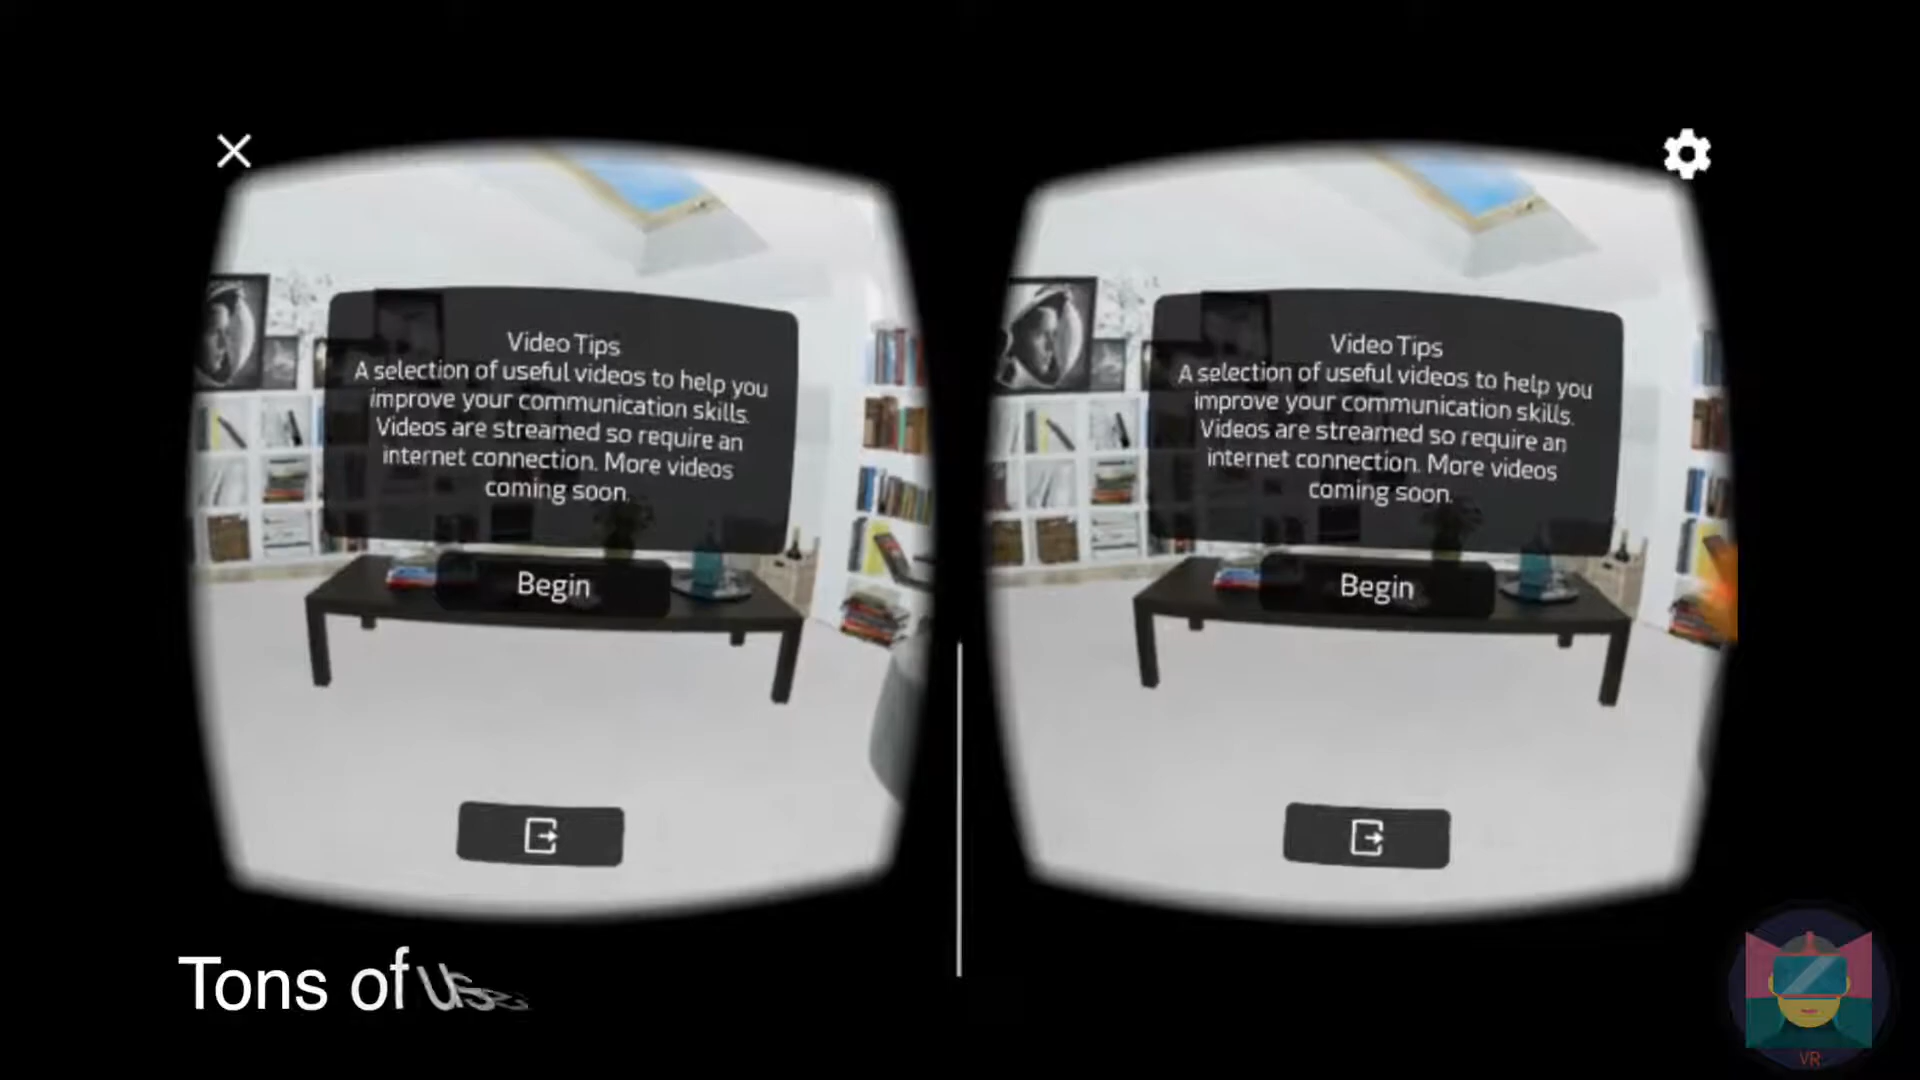 Video Tips
A selection of useful videos to help you
improve your communication skills.
Videos are streamed so require an
internet connection. More videos
coming soon.
Begin
Video Tips
A selection of useful videos to help you
improve your communication skills.
Videos are streamed so require an
internet connection. More videos
coming soon.
Begin
Tons of
VR